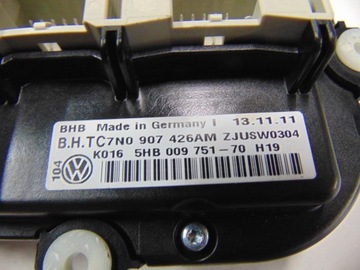 BHB Made in Germany I 13.11.11
B.H.TC7N0 907 426AM ZJUSW0304
K016 5HB 009 751-70 H19
104